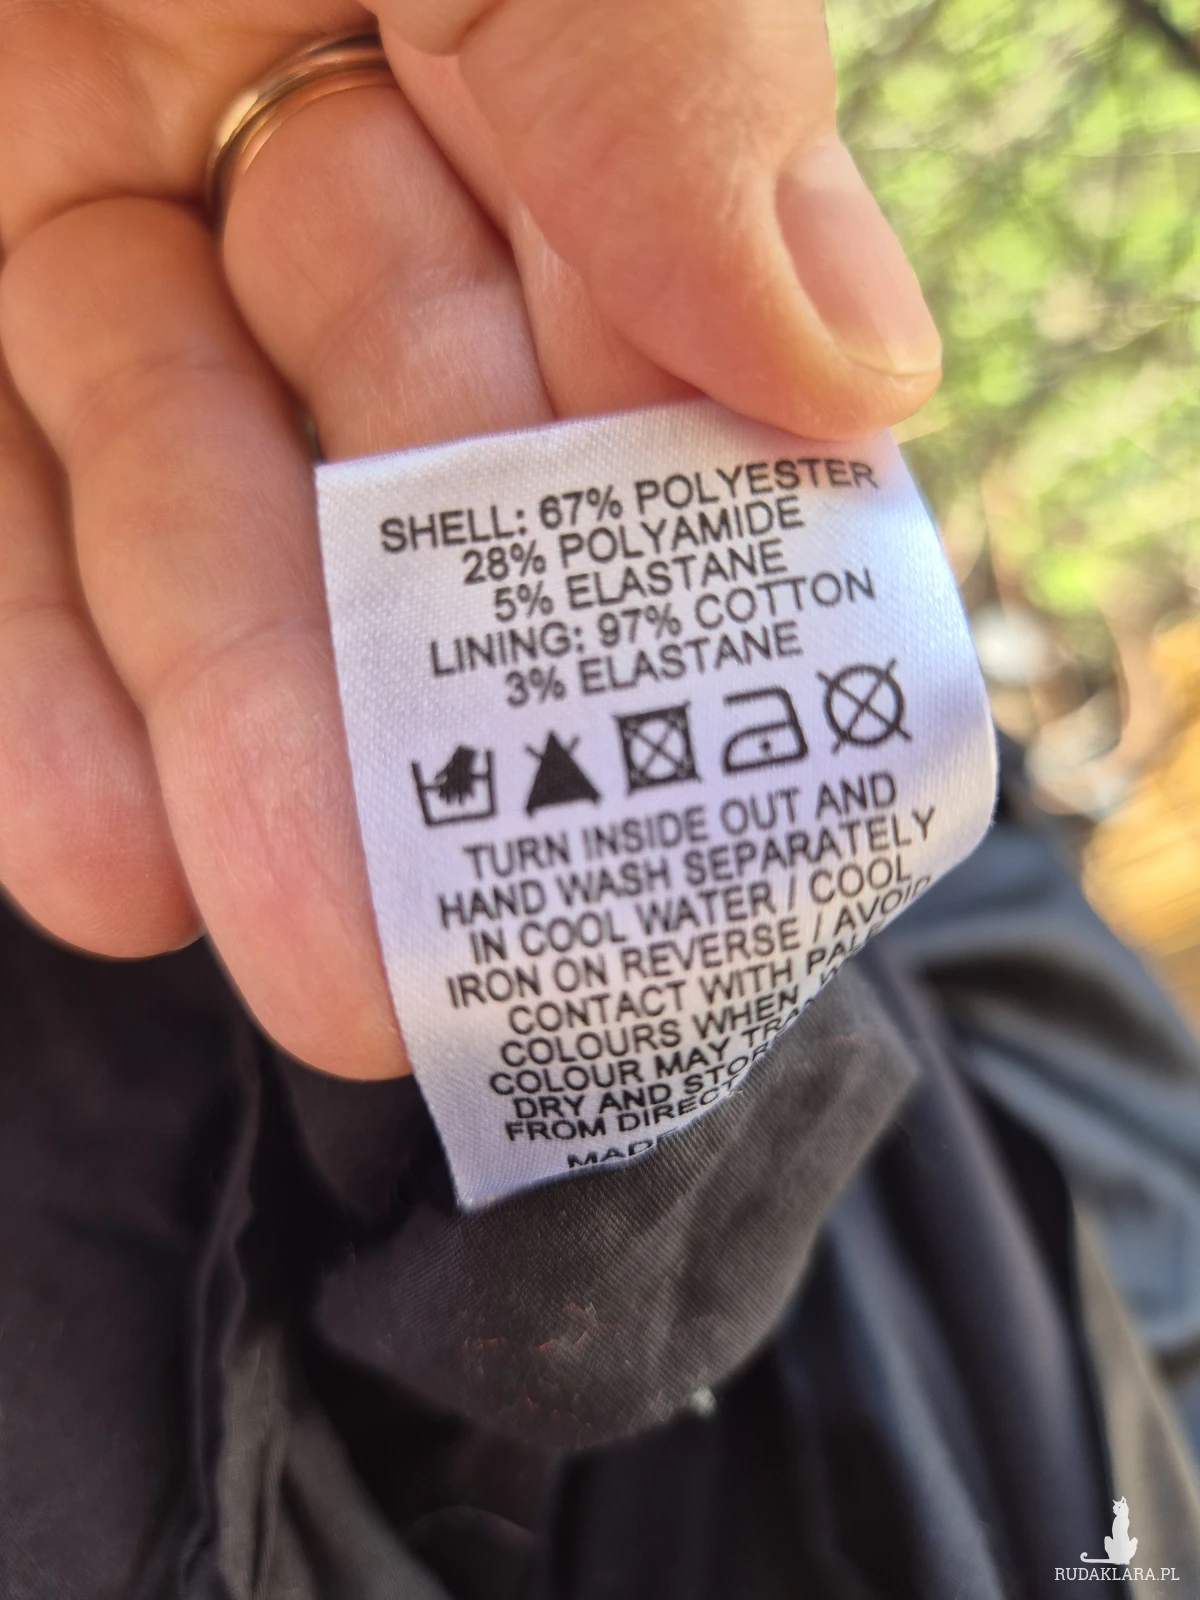 SHELL: 67% POLYESTER
28% POLYAMIDE
5% ELASTANE
LINING: 97% COTTON
3% ELASTANE
TURN INSIDE OUT AND
HAND WASH SEPARATELY
IN COOL WATER / COOL
IRON ON REVERSE / AVOID
CONTACT WITH PALE
COLOURS WHEN
COLOUR MAY
DRY AND
FROM
RUDAKLARA.PL